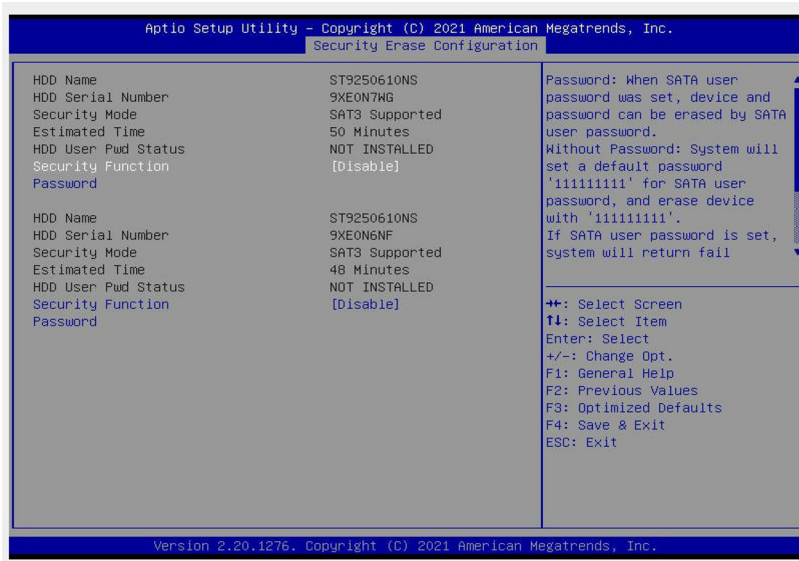 Aptio Setup Utility – Copyright (C) 2021 American Megatrends, Inc.
Security Erase Configuration
HDD Name ST9250610NS
HDD Serial Number 9XE0N7WG
Security Mode SAT3 Supported
Estimated Time 50 Minutes
HDD User Pwd Status NOT INSTALLED
Security Function [Disable]
Password
HDD Name ST9250610NS
HDD Serial Number 9XE0N6NF
Security Mode SAT3 Supported
Estimated Time 48 Minutes
HDD User Pwd Status NOT INSTALLED
Security Function [Disable]
Password
Password: When SATA user
password was set, device and
password can be erased by SATA
user password.
Without Password: System will
set a default password
'111111111' for SATA user
password, and erase device
with '111111111'.
If SATA user password is set,
system will return fail
→←: Select Screen
↑↓: Select Item
Enter: Select
+/-: Change Opt.
F1: General Help
F2: Previous Values
F3: Optimized Defaults
F4: Save & Exit
ESC: Exit
Version 2.20.1276. Copyright (C) 2021 American Megatrends, Inc.